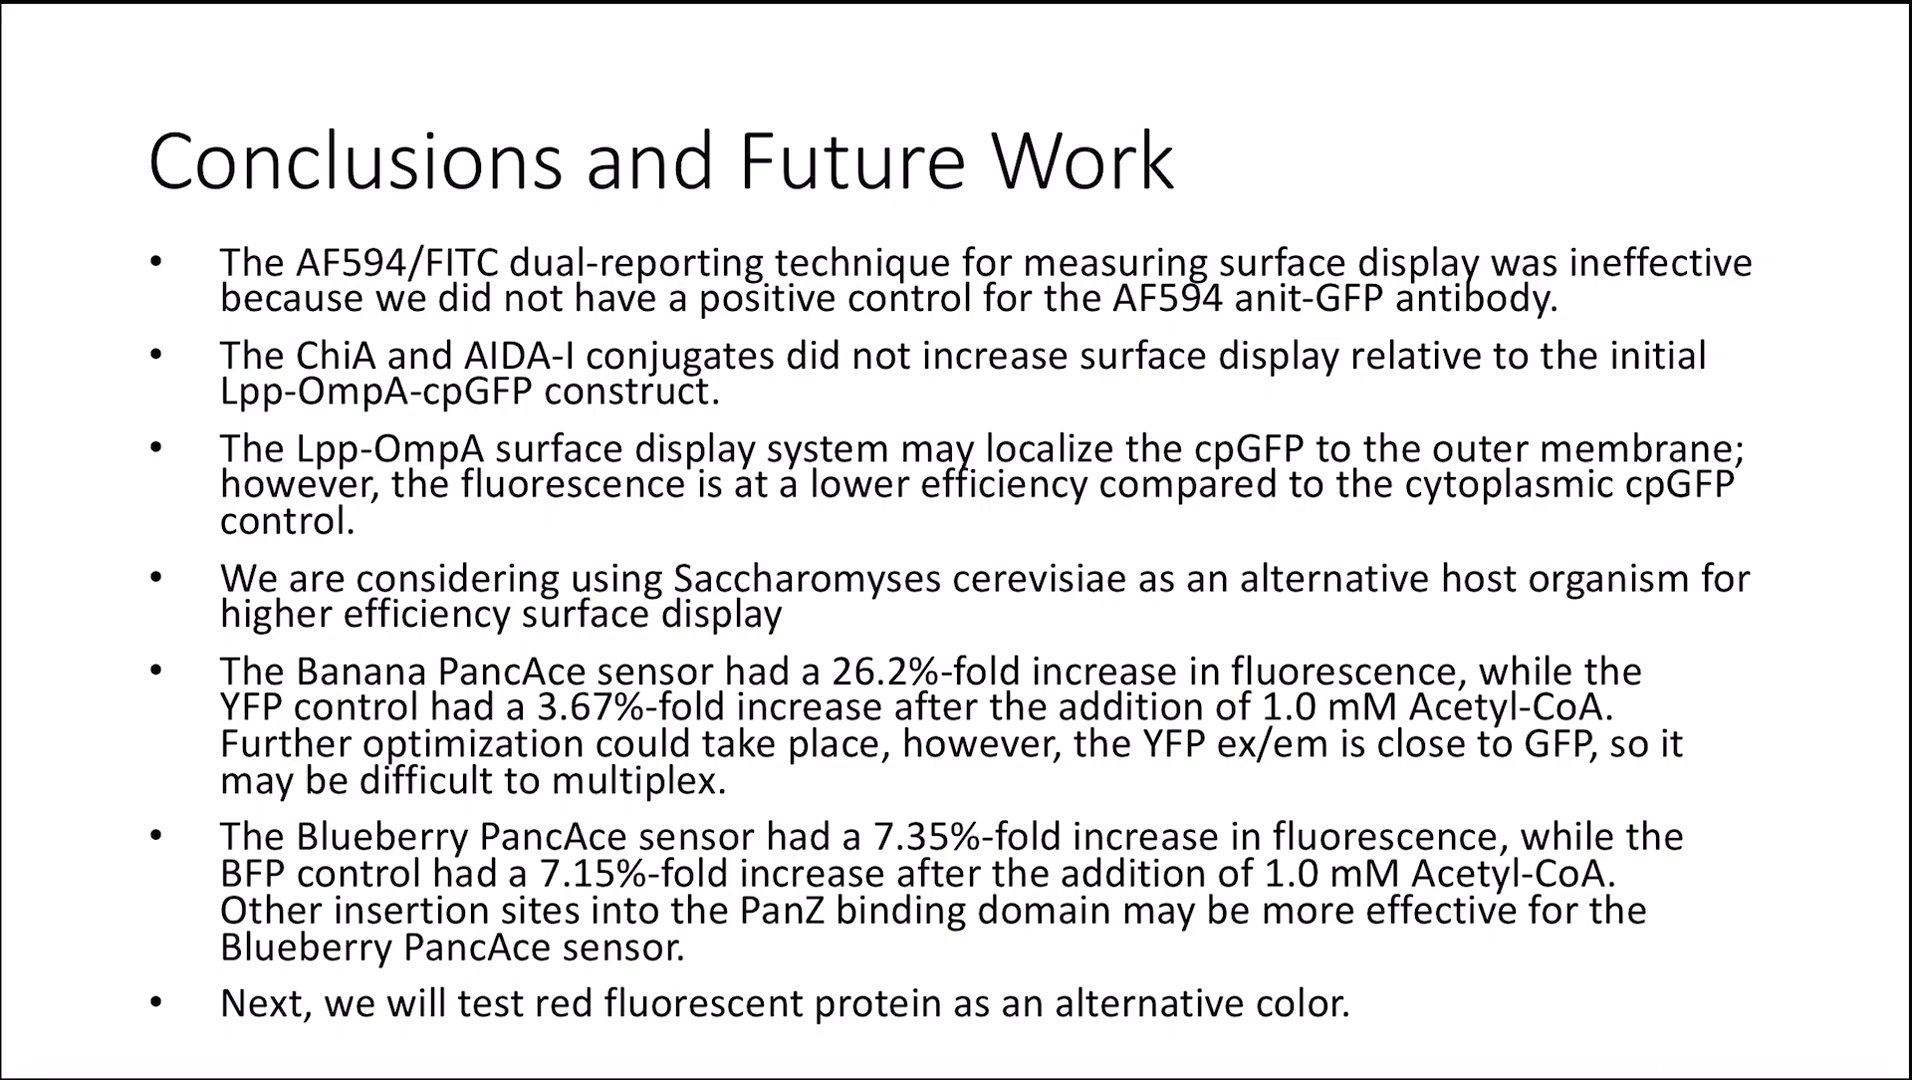 Conclusions and Future Work
• The AF594/FITC dual-reporting technique for measuring surface display was ineffective
because we did not have a positive control for the AF594 anit-GFP antibody.
• The ChiA and AIDA-I conjugates did not increase surface display relative to the initial
Lpp-OmpA-cpGFP construct.
• The Lpp-OmpA surface display system may localize the cpGFP to the outer membrane;
however, the fluorescence is at a lower efficiency compared to the cytoplasmic cpGFP
control.
• We are considering using Saccharomyses cerevisiae as an alternative host organism for
higher efficiency surface display
• The Banana PancAce sensor had a 26.2%-fold increase in fluorescence, while the
YFP control had a 3.67%-fold increase after the addition of 1.0 mM Acetyl-CoA.
Further optimization could take place, however, the YFP ex/em is close to GFP, so it
may be difficult to multiplex.
• The Blueberry PancAce sensor had a 7.35%-fold increase in fluorescence, while the
BFP control had a 7.15%-fold increase after the addition of 1.0 mM Acetyl-CoA.
Other insertion sites into the PanZ binding domain may be more effective for the
Blueberry PancAce sensor.
• Next, we will test red fluorescent protein as an alternative color.